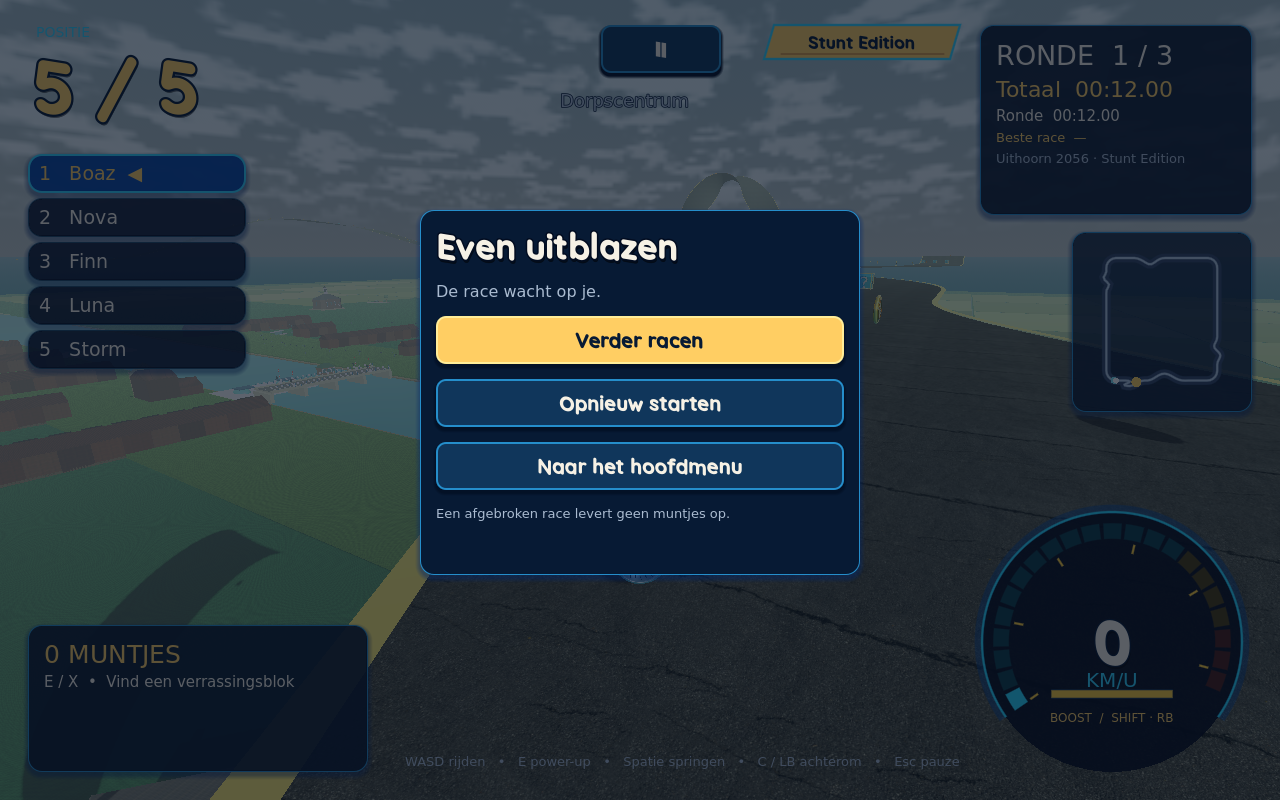 5 / 5
Stunt Edition
Dorpscentrum
RONDE 1 / 3
Totaal 00:12.00
Ronde 00:12.00
Beste race —
Uithoorn 2056 · Stunt Edition
1 Boaz ◀
2 Nova
3 Finn
4 Luna
5 Storm
Even uitblazen
De race wacht op je.
Verder racen
Opnieuw starten
Naar het hoofdmenu
Een afgebroken race levert geen muntjes op.
0 MUNTJES
E / X • Vind een verrassingsblok
0
KM/U
BOOST / SHIFT · RB
WASD rijden • E power-up • Spatie springen • C / LB achterom • Esc pauze